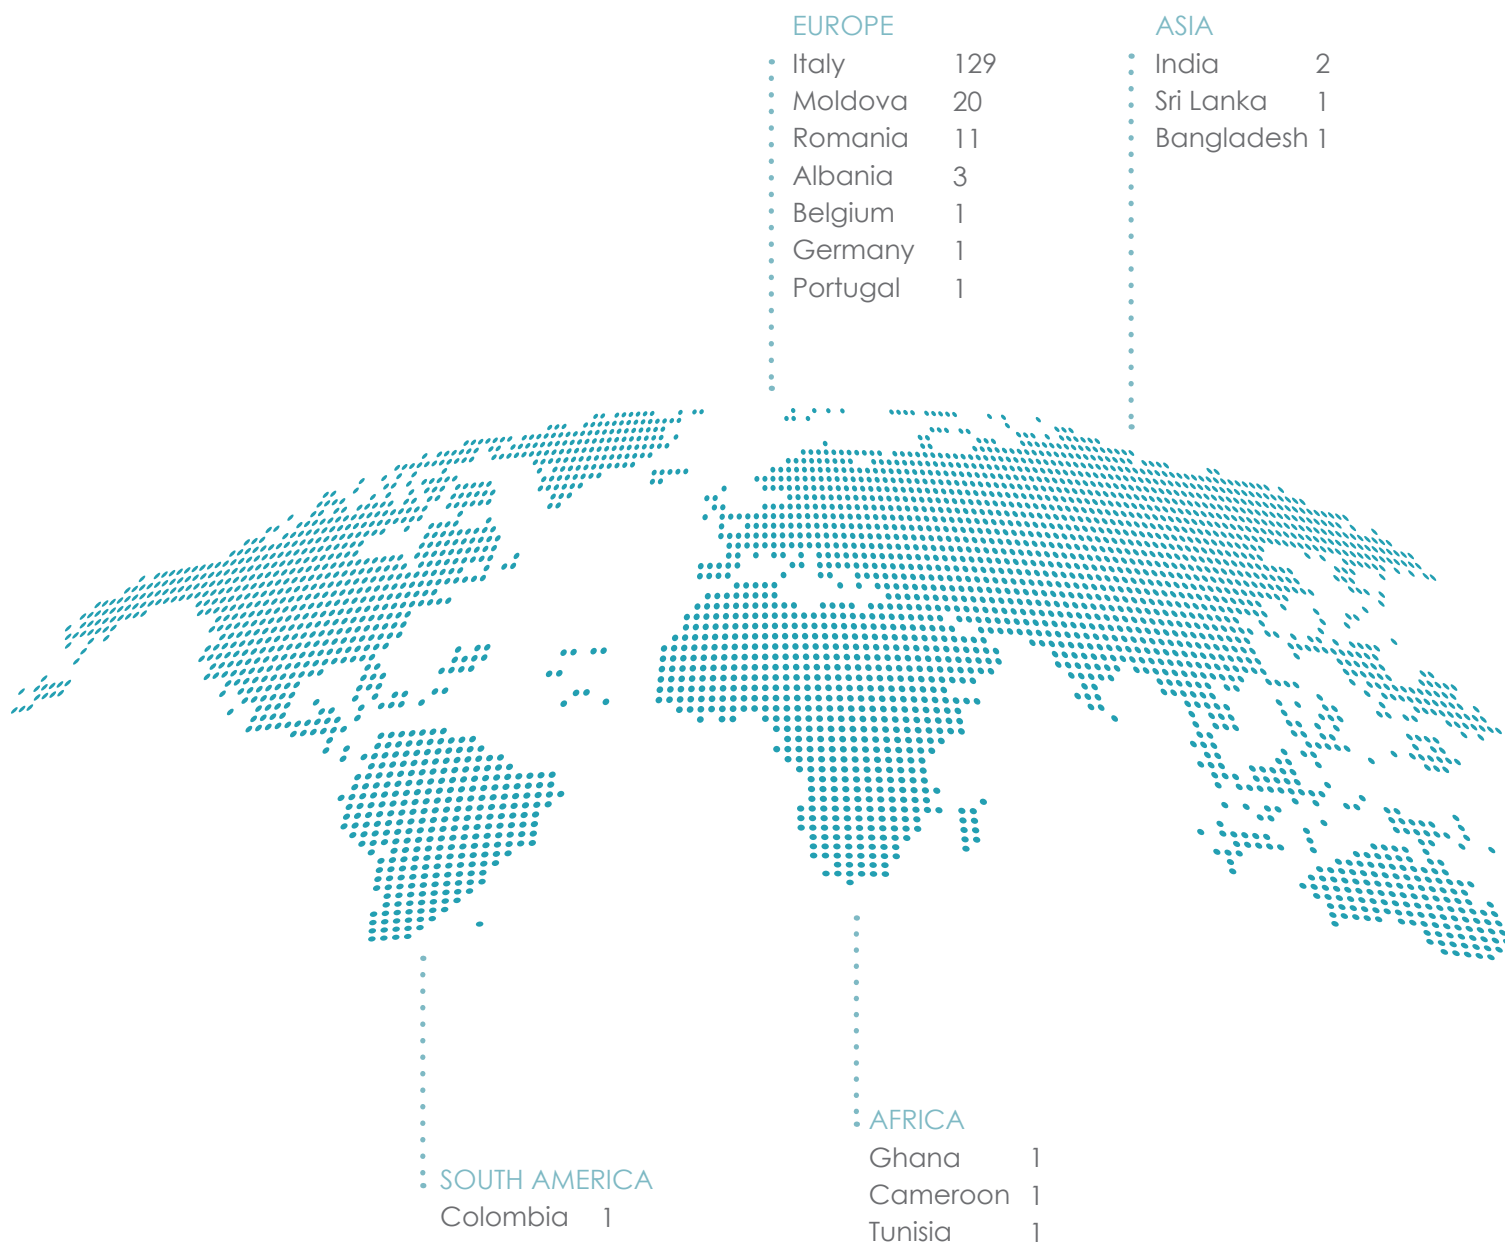 EUROPE
Italy 129
Moldova 20
Romania 11
Albania 3
Belgium 1
Germany 1
Portugal 1
ASIA
India 2
Sri Lanka 1
Bangladesh 1
SOUTH AMERICA
Colombia 1
AFRICA
Ghana 1
Cameroon 1
Tunisia 1